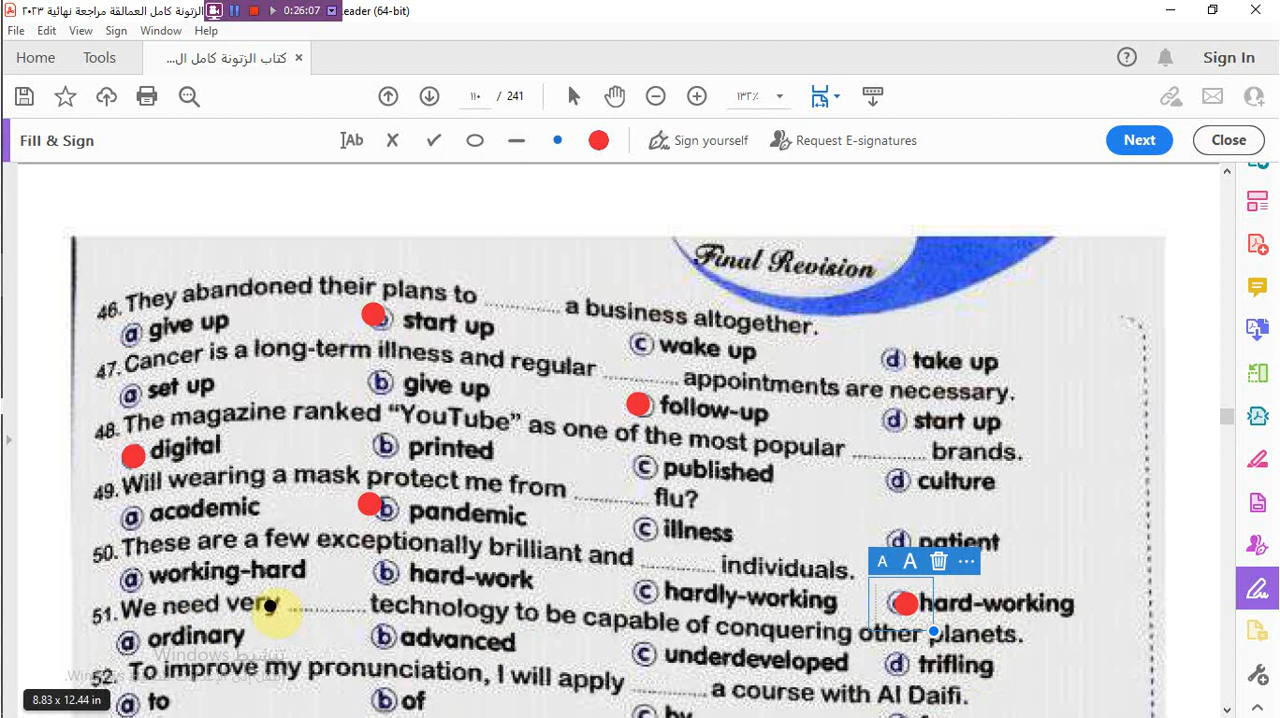 الزتونة كامل العمالقة مراجعة نهائية ٢٠٢٣ 0:26:07 eader (64-bit)
File Edit View Sign Window Help
Home Tools كتاب الزتونة كامل ال... × Sign In
١١٠ / 241 ١٣٢٪
Fill & Sign Ab Sign yourself Request E-signatures Next Close
Final Revision
46. They abandoned their plans to .......... a business altogether.
a give up start up c wake up d take up
47. Cancer is a long-term illness and regular .......... appointments are necessary.
a set up b give up follow-up d start up
48. The magazine ranked “YouTube” as one of the most popular .......... brands.
digital b printed c published d culture
49. Will wearing a mask protect me from .......... flu?
a academic b pandemic c illness d patient
50. These are a few exceptionally brilliant and .......... individuals.
a working-hard b hard-work c hardly-working hard-working
51. We need very .......... technology to be capable of conquering other planets.
a ordinary b advanced c underdeveloped d trifling
52. To improve my pronunciation, I will apply .......... a course with Al Daifi.
a to b of c by
تنشيط Windows
8.83 x 12.44 in